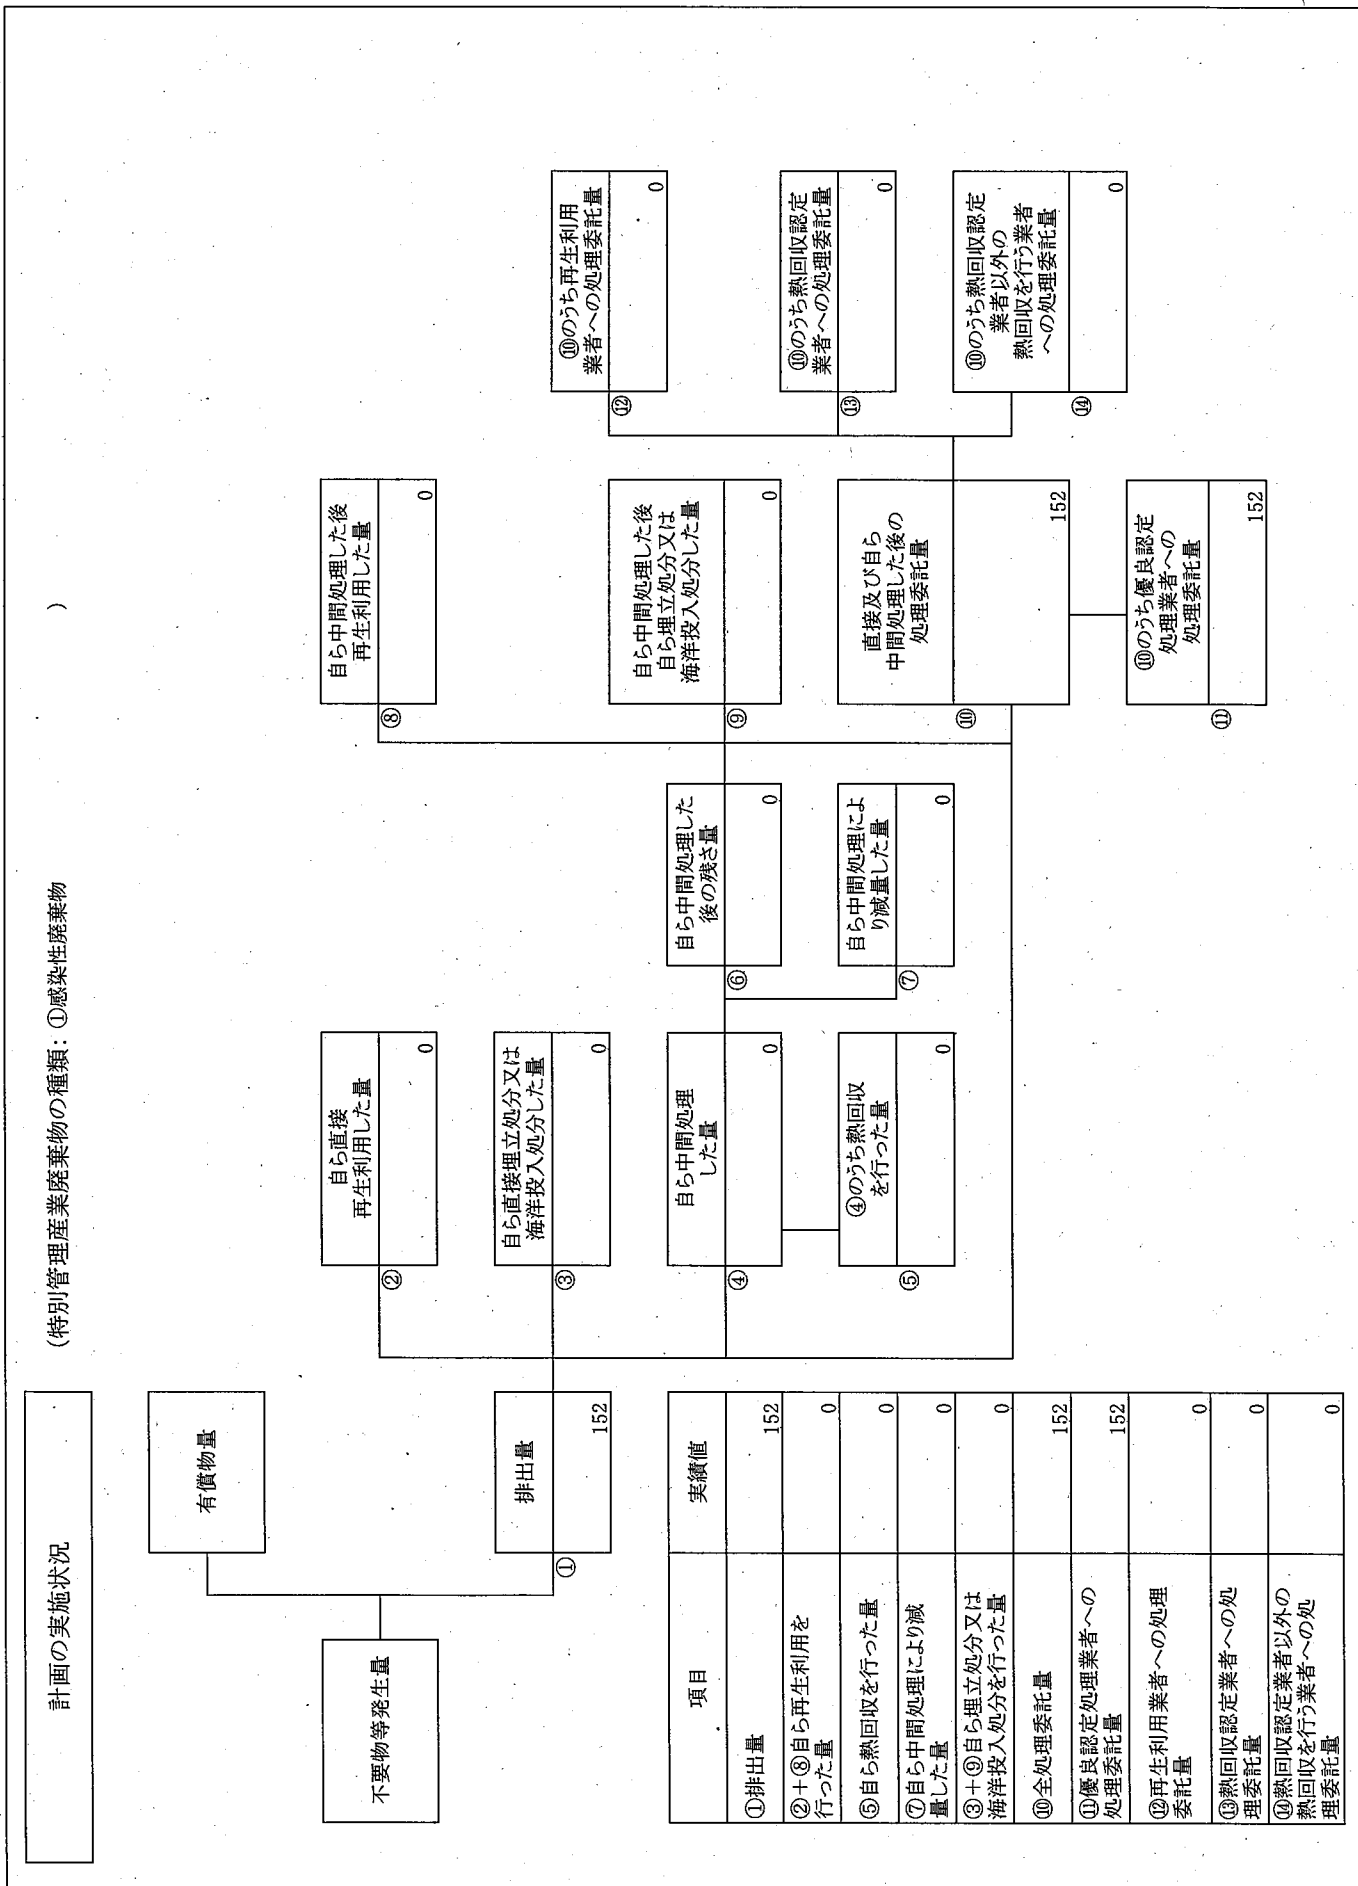 計画の実施状況
(特別管理産業廃棄物の種類: ①感染性廃棄物
)
不要物等発生量
有償物量
①
排出量
152
②
自ら直接
再生利用した量
0
③
自ら直接埋立処分又は
海洋投入処分した量
0
④
自ら中間処理
した量
0
⑤
④のうち熱回収
を行った量
0
⑥
自ら中間処理した
後の残さ量
0
⑦
自ら中間処理によ
り減量した量
0
⑧
自ら中間処理した後
再生利用した量
0
⑨
自ら中間処理した後
自ら埋立処分又は
海洋投入処分した量
0
⑩
直接及び自ら
中間処理した後の
処理委託量
152
⑪
⑩のうち優良認定
処理業者への
処理委託量
152
⑫
⑩のうち再生利用
業者への処理委託量
0
⑬
⑩のうち熱回収認定
業者への処理委託量
0
⑭
⑩のうち熱回収認定
業者以外の
熱回収を行う業者
への処理委託量
0
項目 実績値
①排出量 152
②+⑧自ら再生利用を
行った量 0
⑤自ら熱回収を行った量 0
⑦自ら中間処理により減
量した量 0
③+⑨自ら埋立処分又は
海洋投入処分を行った量 0
⑩全処理委託量 152
⑪優良認定処理業者への
処理委託量 152
⑫再生利用業者への処理
委託量 0
⑬熱回収認定業者への処
理委託量 0
⑭熱回収認定業者以外の
熱回収を行う業者への処
理委託量 0